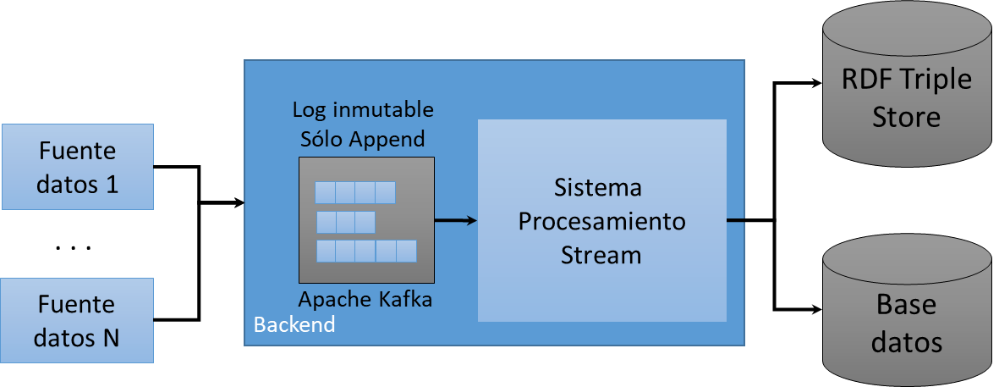 Fuente
datos 1
. . .
Fuente
datos N
Log inmutable
Sólo Append
Apache Kafka
Backend
Sistema
Procesamiento
Stream
RDF Triple
Store
Base
datos